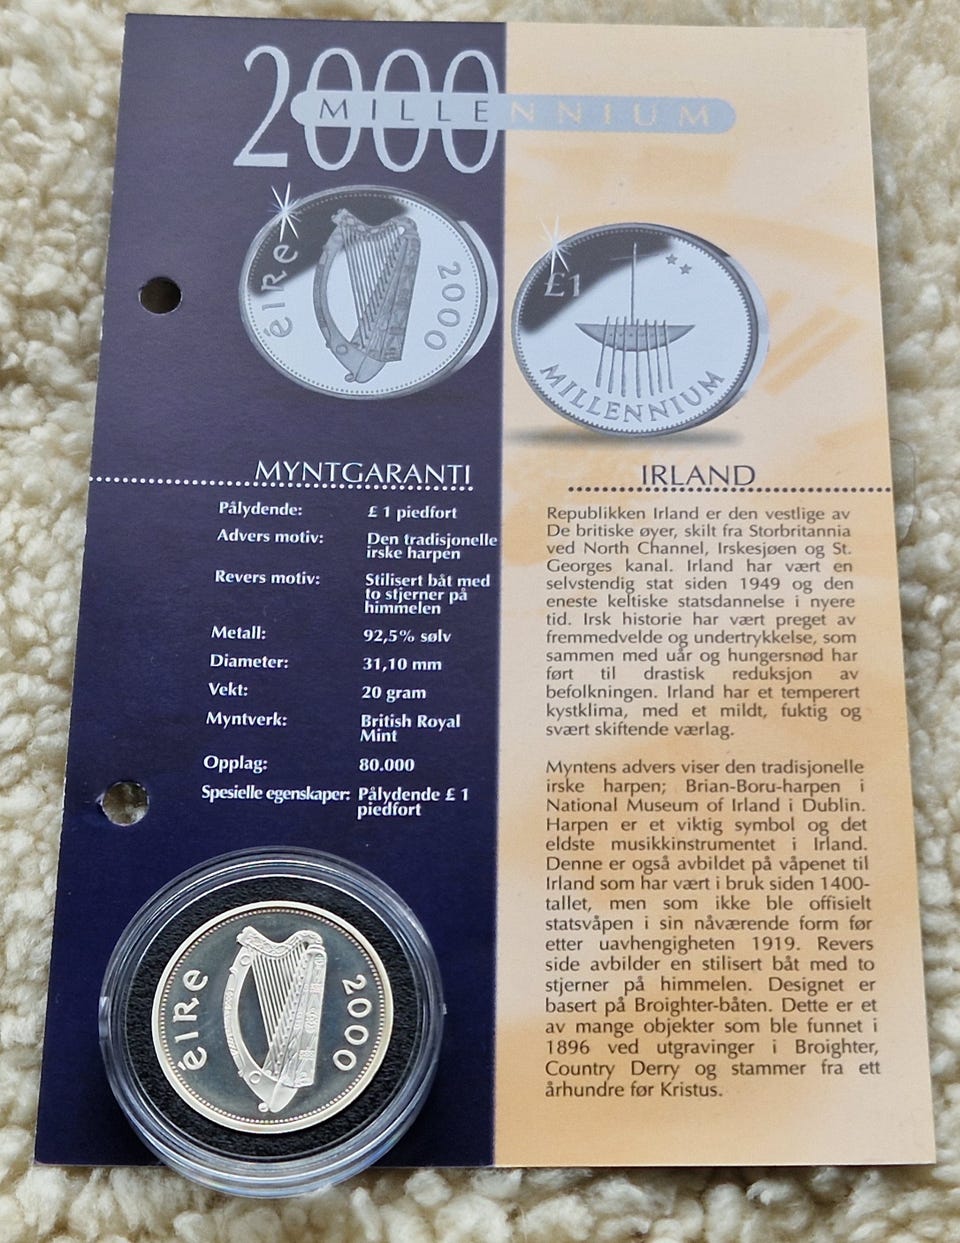 2000
MILLENNIUM
éIRe 2000
£1
MILLENNIUM
MYNTGARANTI
Pålydende: £ 1 piedfort
Advers motiv: Den tradisjonelle
irske harpen
Revers motiv: Stilisert båt med
to stjerner på
himmelen
Metall: 92,5% sølv
Diameter: 31,10 mm
Vekt: 20 gram
Myntverk: British Royal
Mint
Opplag: 80.000
Spesielle egenskaper: Pålydende £ 1
piedfort
éIRe 2000
IRLAND
Republikken Irland er den vestlige av
De britiske øyer, skilt fra Storbritannia
ved North Channel, Irskesjøen og St.
Georges kanal. Irland har vært en
selvstendig stat siden 1949 og den
eneste keltiske statsdannelse i nyere
tid. Irsk historie har vært preget av
fremmedvelde og undertrykkelse, som
sammen med uår og hungersnød har
ført til drastisk reduksjon av
befolkningen. Irland har et temperert
kystklima, med et mildt, fuktig og
svært skiftende værlag.
Myntens advers viser den tradisjonelle
irske harpen; Brian-Boru-harpen i
National Museum of Irland i Dublin.
Harpen er et viktig symbol og det
eldste musikkinstrumentet i Irland.
Denne er også avbildet på våpenet til
Irland som har vært i bruk siden 1400-
tallet, men som ikke ble offisielt
statsvåpen i sin nåværende form før
etter uavhengigheten 1919. Revers
side avbilder en stilisert båt med to
stjerner på himmelen. Designet er
basert på Broighter-båten. Dette er et
av mange objekter som ble funnet i
1896 ved utgravinger i Broighter,
Country Derry og stammer fra ett
århundre før Kristus.